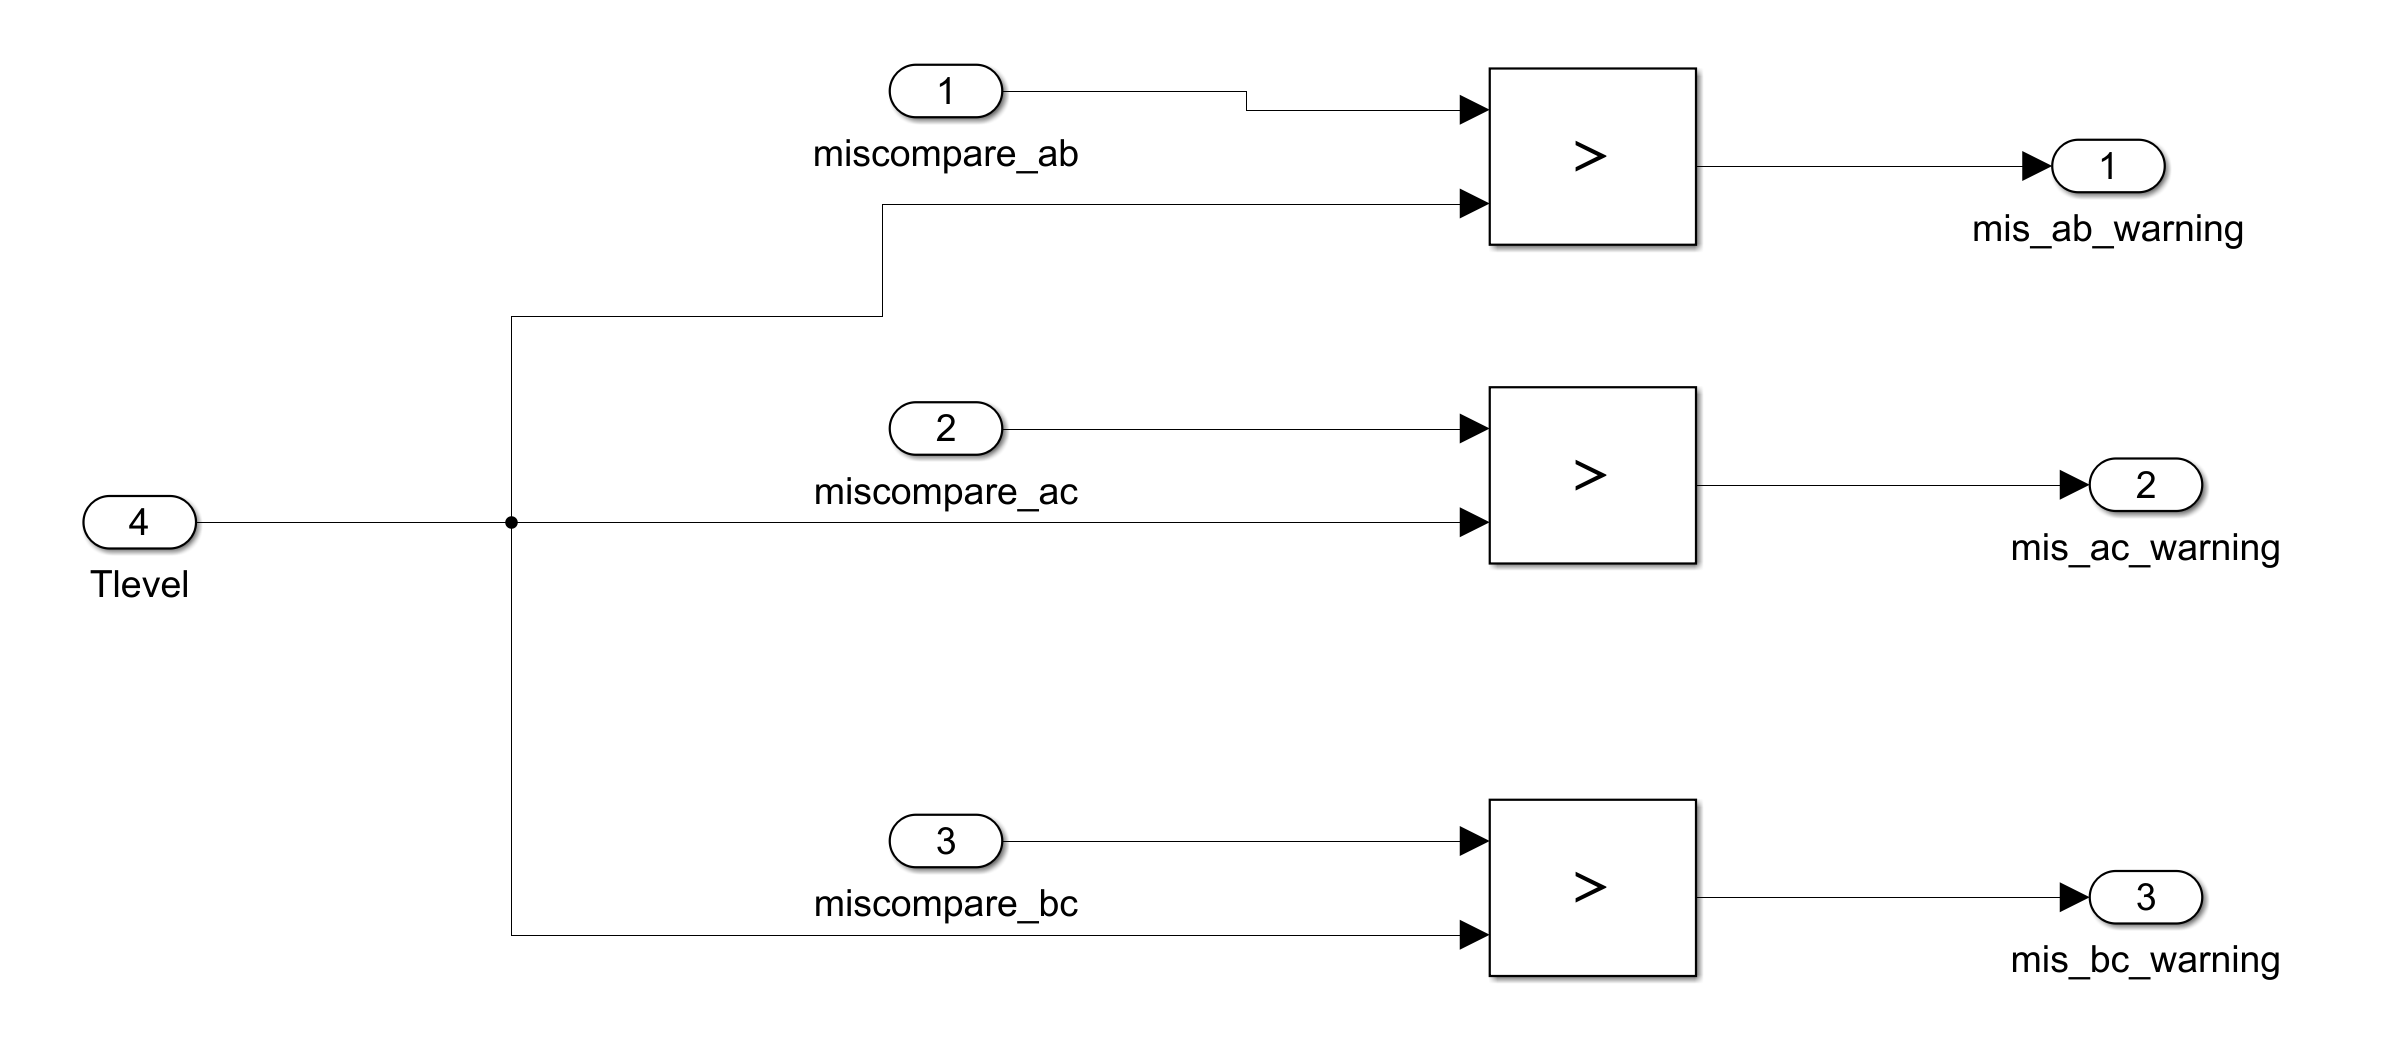 1
miscompare_ab
>
1
mis_ab_warning
2
miscompare_ac
>
2
mis_ac_warning
4
Tlevel
3
miscompare_bc
>
3
mis_bc_warning